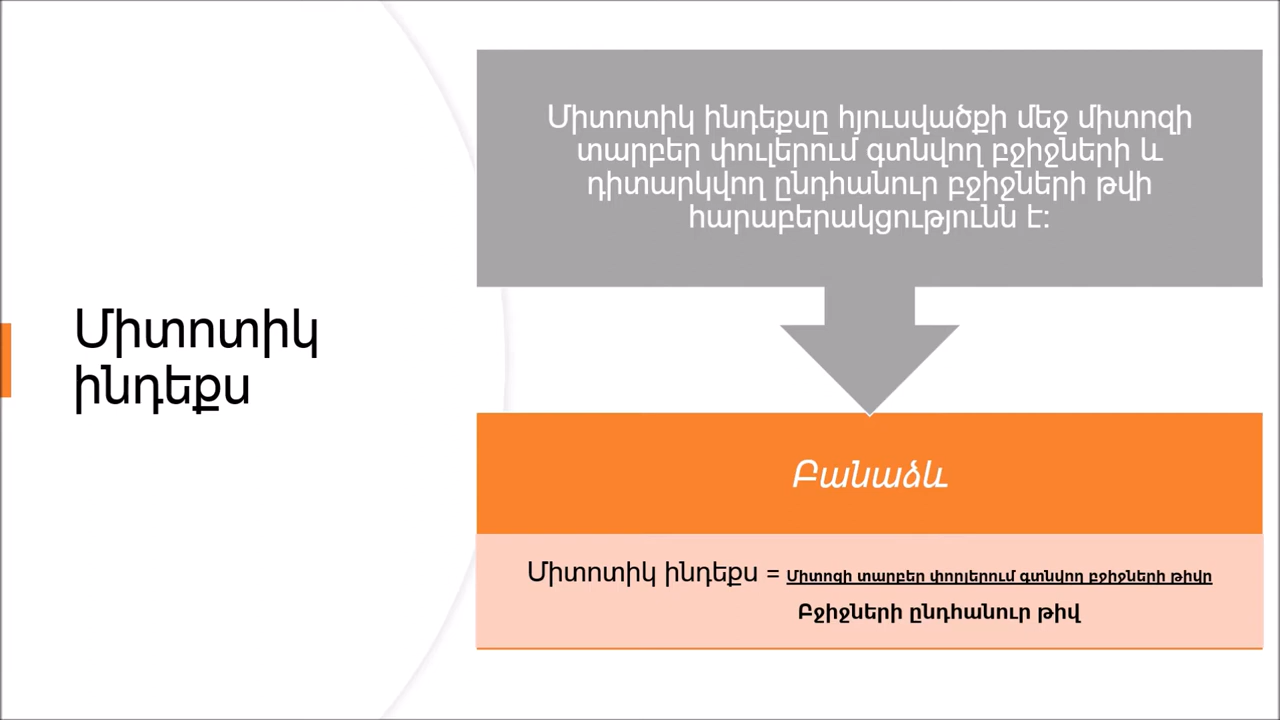 Միտոտիկ
ինդեքս
Միտոտիկ ինդեքսը հյուսվածքի մեջ միտոզի
տարբեր փուլերում գտնվող բջիջների և
դիտարկվող ընդհանուր բջիջների թվի
հարաբերակցությունն է:
Բանաձև
Միտոտիկ ինդեքս = Միտոզի տարբեր փորլերում գտնվող բջիջների թիվը
Բջիջների ընդհանուր թիվ